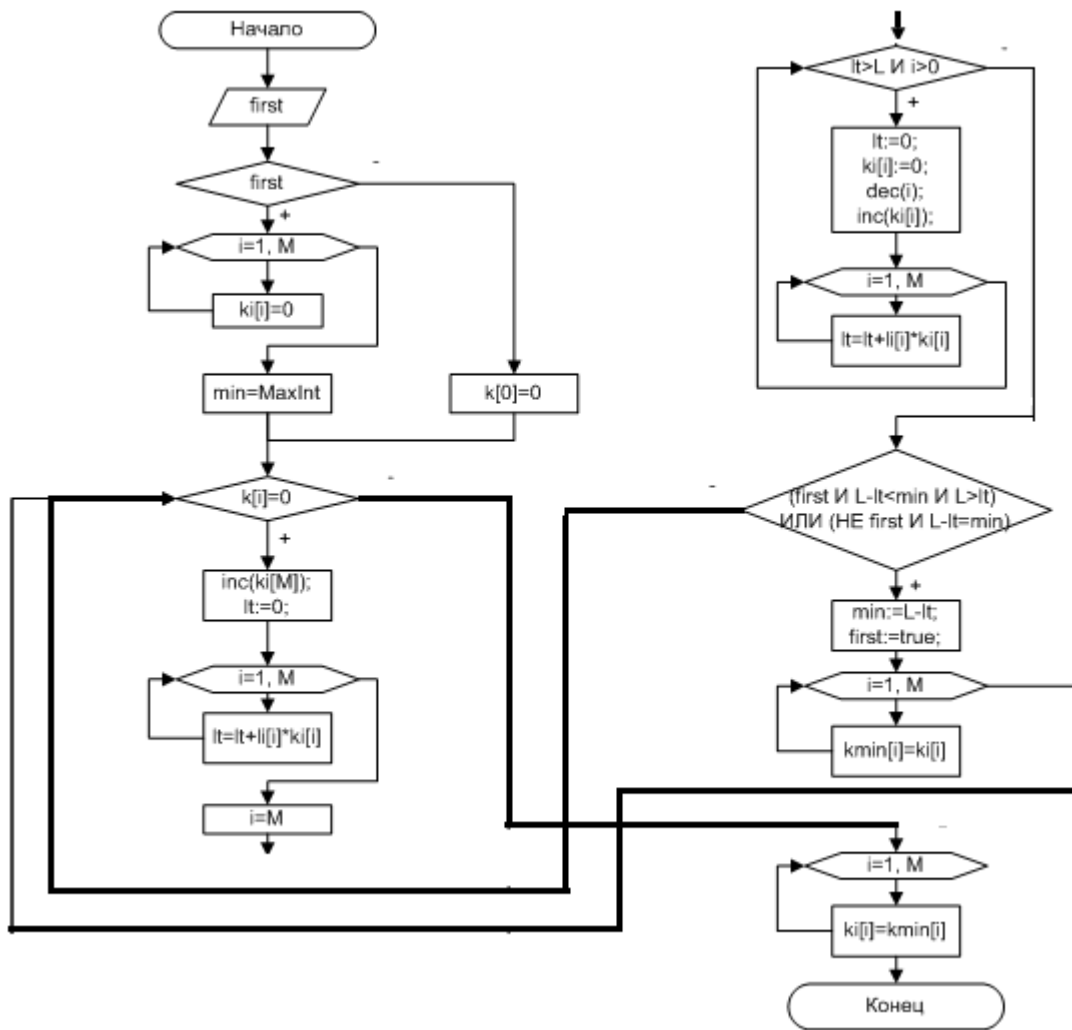 Начало
first
first
-
+
i=1, M
ki[i]=0
min=MaxInt
k[0]=0
k[i]=0
-
+
inc(ki[M]);
lt:=0;
i=1, M
lt=lt+li[i]*ki[i]
i=M
lt>L И i>0
-
+
lt:=0;
ki[i]:=0;
dec(i);
inc(ki[i]);
i=1, M
lt=lt+li[i]*ki[i]
-
(first И L-lt<min И L>lt)
ИЛИ (НЕ first И L-lt=min)
+
min:=L-lt;
first:=true;
i=1, M
kmin[i]=ki[i]
i=1, M
ki[i]=kmin[i]
Конец